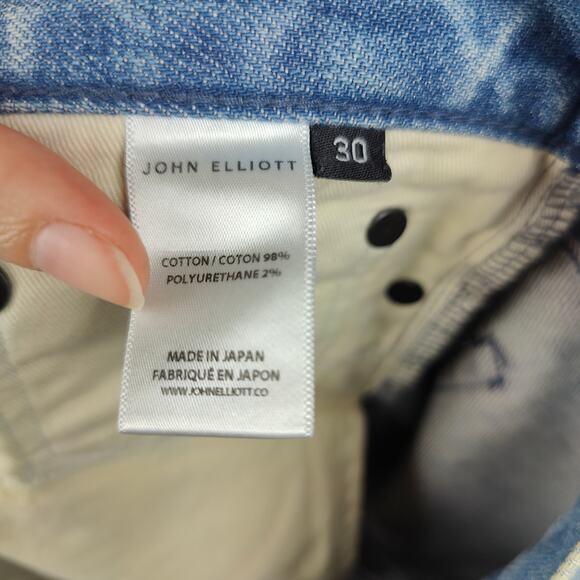 JOHN ELLIOTT
30
COTTON / COTON 98%
POLYURETHANE 2%
MADE IN JAPAN
FABRIQUÉ EN JAPON
WWW.JOHNELLIOTT.CO